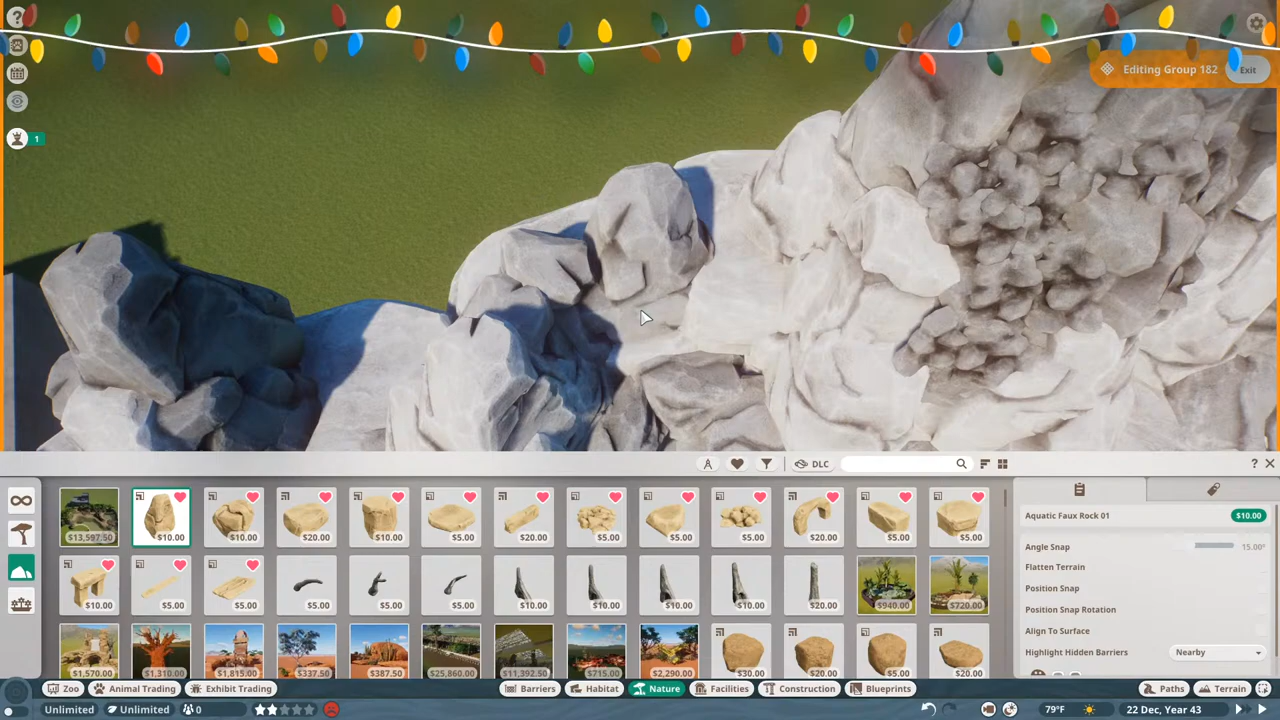 ?
Editing Group 182 Exit
1
DLC
? ×
$13,597.50 $10.00 $10.00 $20.00 $10.00 $5.00 $20.00 $5.00 $5.00 $5.00 $20.00 $5.00 $5.00
$10.00 $5.00 $5.00 $5.00 $5.00 $5.00 $10.00 $10.00 $10.00 $10.00 $20.00 $940.00 $720.00
$1,570.00 $1,310.00 $1,815.00 $337.50 $535.00 $25,860.00 $11,392.50 $715.00 $2,290.00 $30.00 $20.00 $5.00 $20.00
Aquatic Faux Rock 01 $10.00
Angle Snap 15.00°
Flatten Terrain
Position Snap
Position Snap Rotation
Align To Surface
Highlight Hidden Barriers Nearby
Zoo Animal Trading Exhibit Trading Barriers Habitat Nature Facilities Construction Blueprints Paths Terrain
Unlimited Unlimited 0 79°F 22 Dec, Year 43